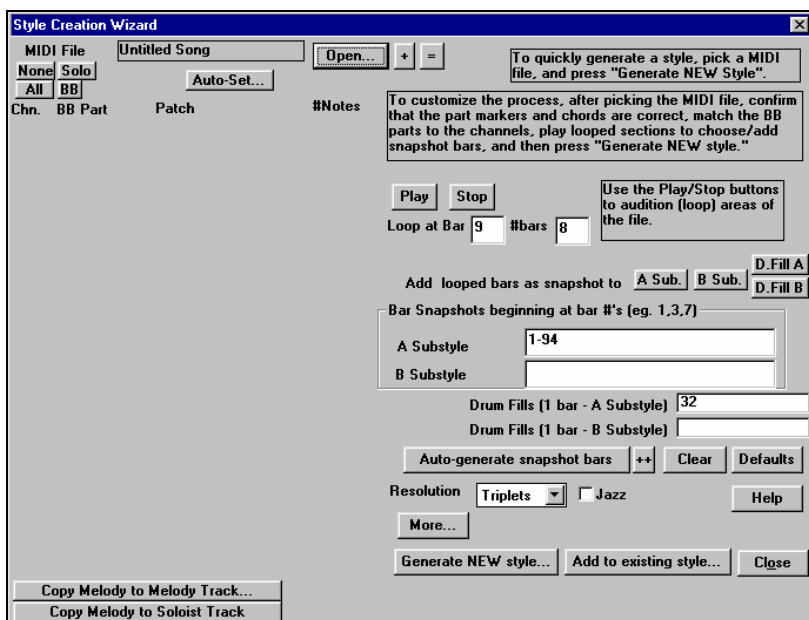 Style Creation Wizard
MIDI File
Untitled Song
Open...
+
=
None
Solo
All
BB
Auto-Set...
Chn.
BB Part
Patch
#Notes
To quickly generate a style, pick a MIDI
file, and press "Generate NEW Style".
To customize the process, after picking the MIDI file, confirm
that the part markers and chords are correct, match the BB
parts to the channels, play looped sections to choose/add
snapshot bars, and then press "Generate NEW style."
Play
Stop
Use the Play/Stop buttons
to audition (loop) areas of
the file.
Loop at Bar 9 #bars 8
Add looped bars as snapshot to
A Sub.
B Sub.
D.Fill A
D.Fill B
Bar Snapshots beginning at bar #'s (eg. 1,3,7)
A Substyle 1-94
B Substyle
Drum Fills (1 bar - A Substyle) 32
Drum Fills (1 bar - B Substyle)
Auto-generate snapshot bars
++
Clear
Defaults
Resolution Triplets Jazz
Help
More...
Generate NEW style...
Add to existing style...
Close
Copy Melody to Melody Track...
Copy Melody to Soloist Track